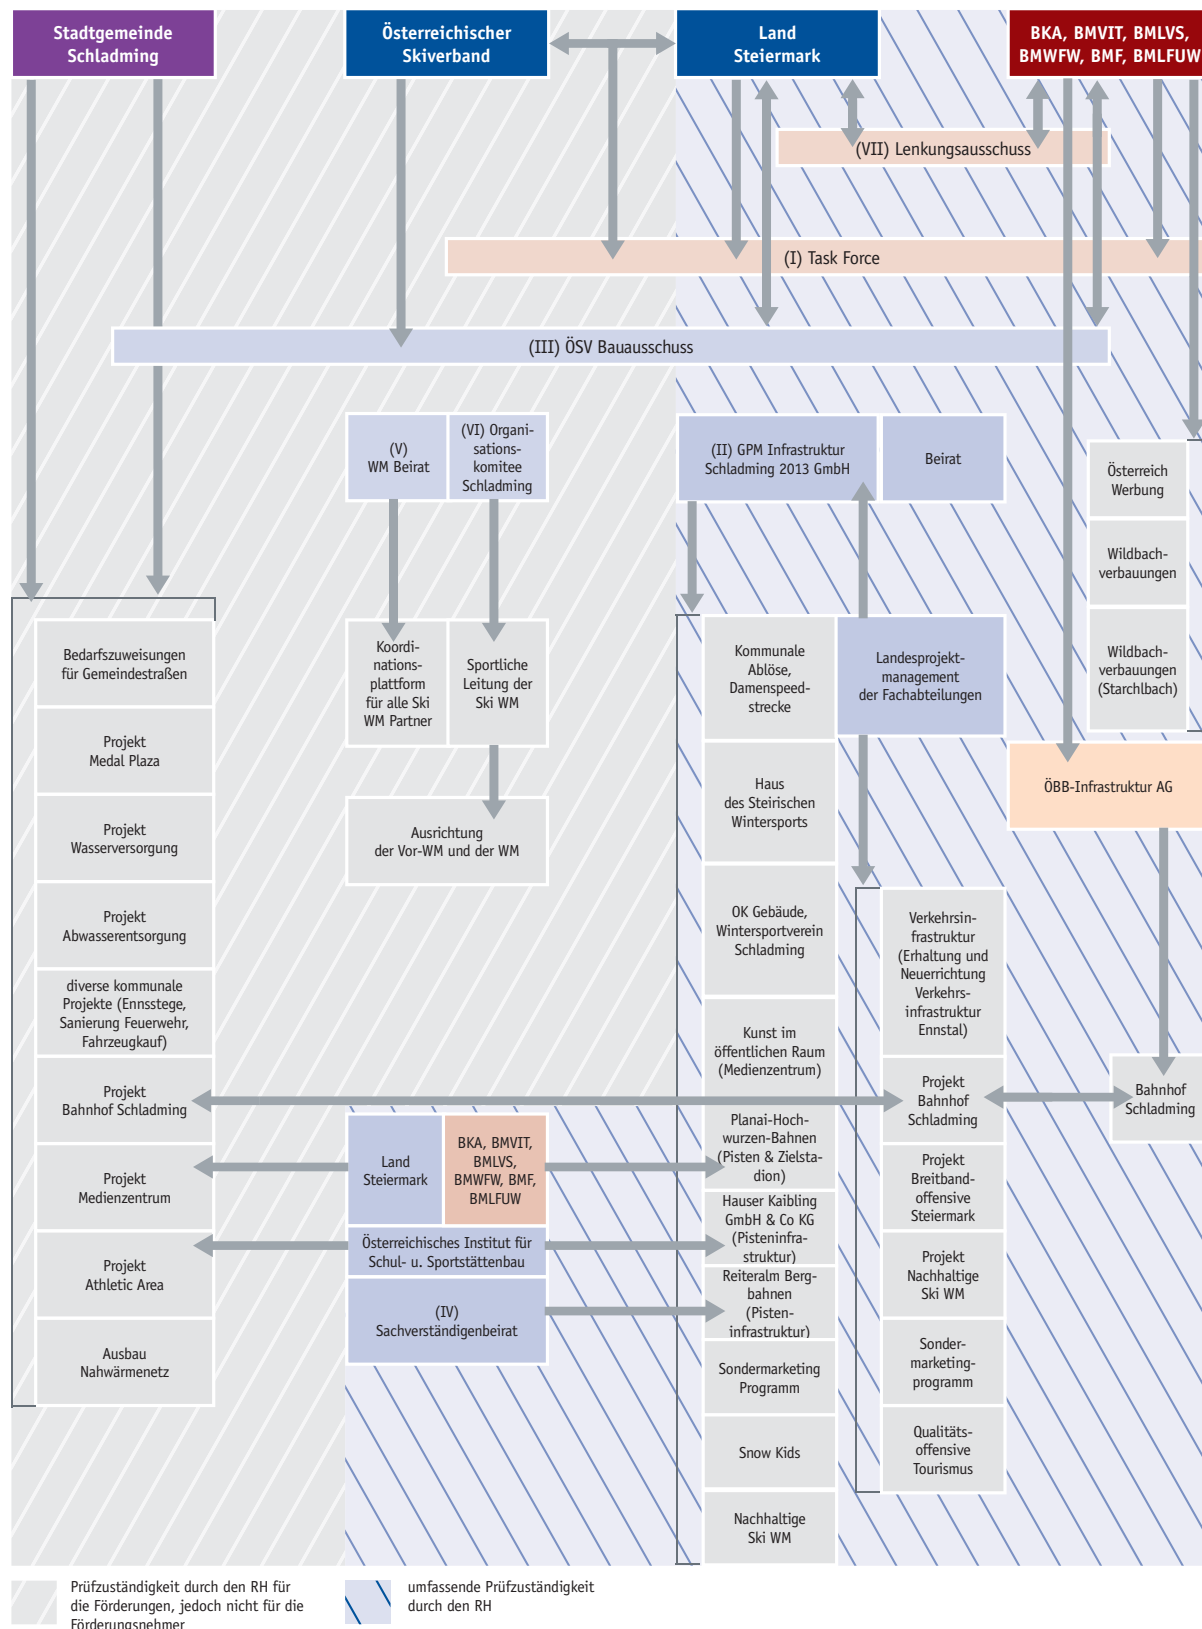 Stadtgemeinde
Schladming
Österreichischer
Skiverband
Land
Steiermark
BKA, BMVIT, BMLVS,
BMWFW, BMF, BMLFUW
(VII) Lenkungsausschuss
(I) Task Force
(III) ÖSV Bauausschuss
(V)
WM Beirat
(VI) Organi-
sations-
komitee
Schladming
(II) GPM Infrastruktur
Schladming 2013 GmbH
Beirat
Österreich
Werbung
Wildbach-
verbauungen
Wildbach-
verbauungen
(Starchlbach)
Bedarfszuweisungen
für Gemeindestraßen
Projekt
Medal Plaza
Projekt
Wasserversorgung
Projekt
Abwasserentsorgung
diverse kommunale
Projekte (Ennsstege,
Sanierung Feuerwehr,
Fahrzeugkauf)
Projekt
Bahnhof Schladming
Projekt
Medienzentrum
Projekt
Athletic Area
Ausbau
Nahwärmenetz
Koordi-
nations-
plattform
für alle Ski
WM Partner
Sportliche
Leitung der
Ski WM
Ausrichtung
der Vor-WM und der WM
Land
Steiermark
BKA, BMVIT,
BMLVS,
BMWFW, BMF,
BMLFUW
Österreichisches Institut für
Schul- u. Sportstättenbau
(IV)
Sachverständigenbeirat
Kommunale
Ablöse,
Damenspeed-
strecke
Haus
des Steirischen
Wintersports
OK Gebäude,
Wintersportverein
Schladming
Kunst im
öffentlichen Raum
(Medienzentrum)
Planai-Hoch-
wurzen-Bahnen
(Pisten & Zielsta-
dion)
Hauser Kaibling
GmbH & Co KG
(Pisteninfra-
struktur)
Reiteralm Berg-
bahnen
(Pisten-
infrastruktur)
Sondermarketing
Programm
Snow Kids
Nachhaltige
Ski WM
Landesprojekt-
management
der Fachabteilungen
Verkehrsin-
frastruktur
(Erhaltung und
Neuerrichtung
Verkehrs-
infrastruktur
Ennstal)
Projekt
Bahnhof
Schladming
Projekt
Breitband-
offensive
Steiermark
Projekt
Nachhaltige
Ski WM
Sonder-
marketing-
programm
Qualitäts-
offensive
Tourismus
ÖBB-Infrastruktur AG
Bahnhof
Schladming
Prüfzuständigkeit durch den RH für
die Förderungen, jedoch nicht für die
Förderungsnehmer
umfassende Prüfzuständigkeit
durch den RH